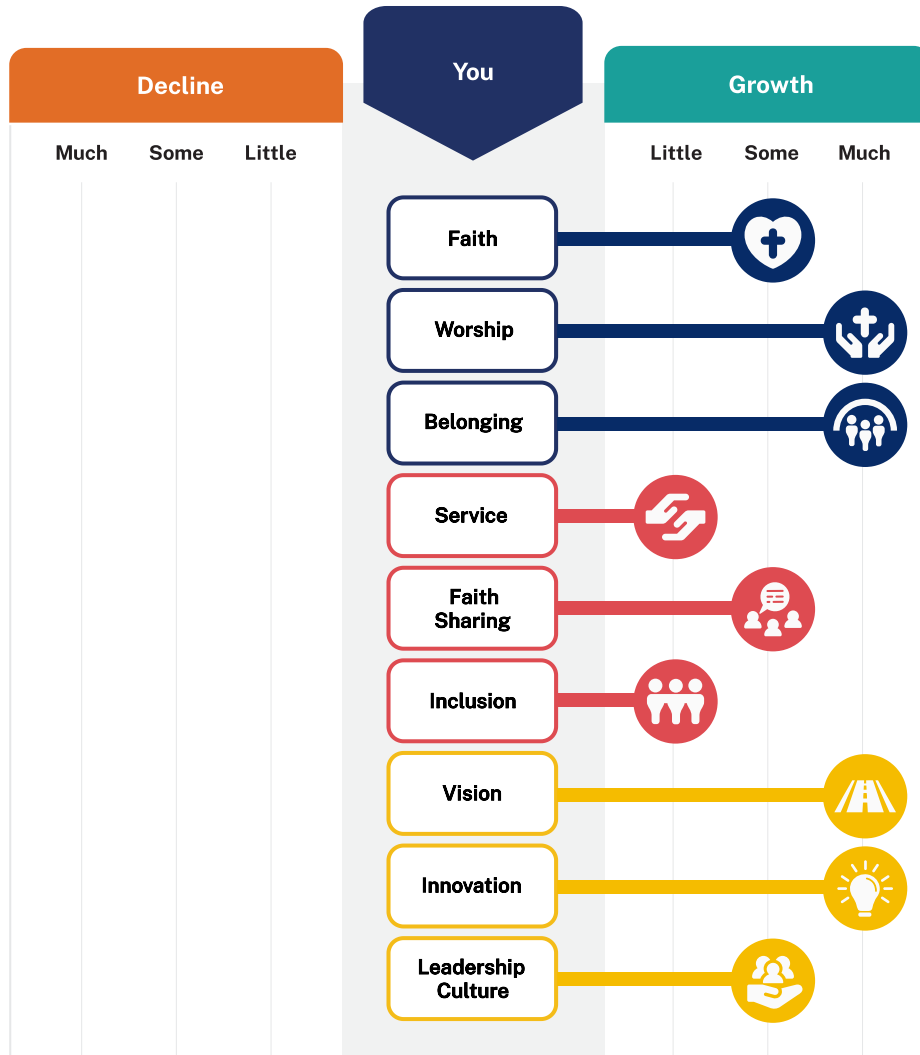 Decline
You
Growth
Much
Some
Little
Little
Some
Much
Faith
Worship
Belonging
Service
Faith
Sharing
Inclusion
Vision
Innovation
Leadership
Culture